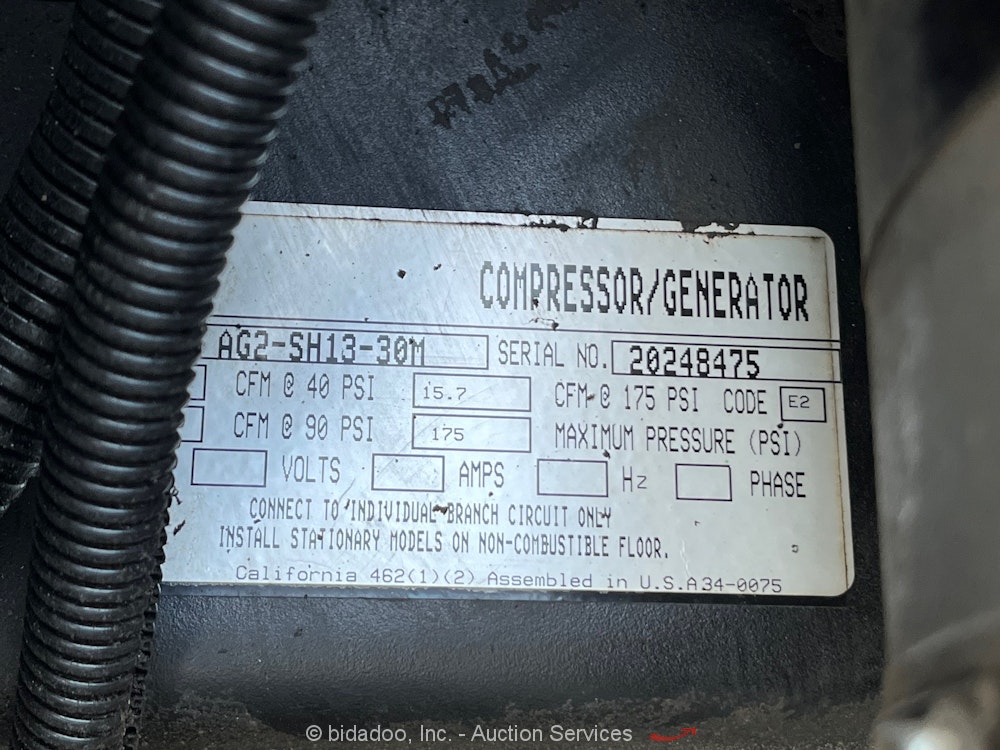 COMPRESSOR/GENERATOR
AG2-SH13-30M SERIAL NO. 20248475
CFM @ 40 PSI 15.7 CFM @ 175 PSI CODE E2
CFM @ 90 PSI 175 MAXIMUM PRESSURE (PSI)
VOLTS AMPS Hz PHASE
CONNECT TO INDIVIDUAL BRANCH CIRCUIT ONLY
INSTALL STATIONARY MODELS ON NON-COMBUSTIBLE FLOOR.
California 462(1)(2) Assembled in U.S.A 34-0075
© bidadoo, Inc. - Auction Services